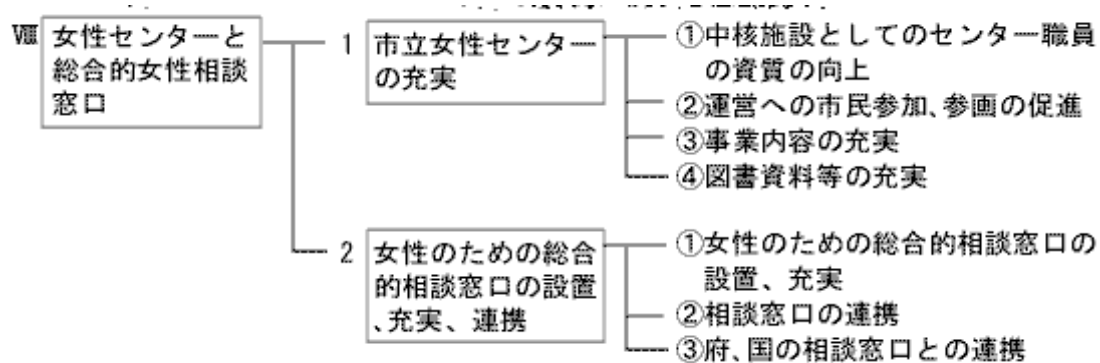 Ⅷ 女性センターと
総合的女性相談
窓口
1 市立女性センター
の充実
①中核施設としてのセンター職員
の資質の向上
②運営への市民参加、参画の促進
③事業内容の充実
④図書資料等の充実
2 女性のための総合
的相談窓口の設置
、充実、連携
①女性のための総合的相談窓口の
設置、充実
②相談窓口の連携
③府、国の相談窓口との連携